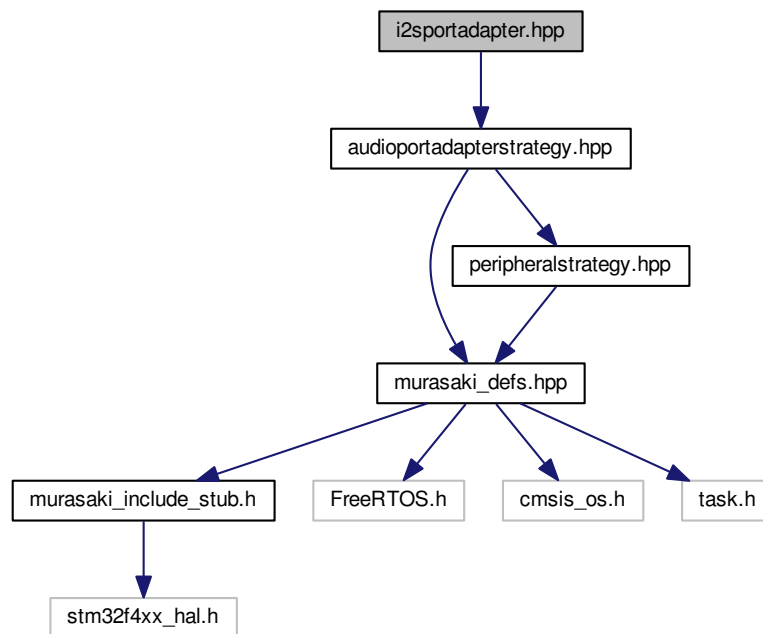 i2sportadapter.hpp
audioportadapterstrategy.hpp
peripheralstrategy.hpp
murasaki_defs.hpp
murasaki_include_stub.h
FreeRTOS.h
cmsis_os.h
task.h
stm32f4xx_hal.h